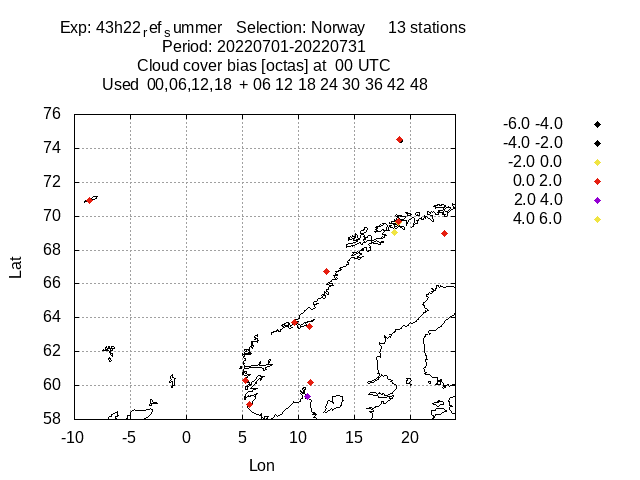 Exp: 43h22refsummer Selection: Norway 13 stations
Period: 20220701-20220731
Cloud cover bias [octas] at 00 UTC
Used 00,06,12,18 + 06 12 18 24 30 36 42 48
76
74
72
70
68
66
64
62
60
58
Lat
-10 -5 0 5 10 15 20
Lon
-6.0 -4.0
-4.0 -2.0
-2.0 0.0
0.0 2.0
2.0 4.0
4.0 6.0